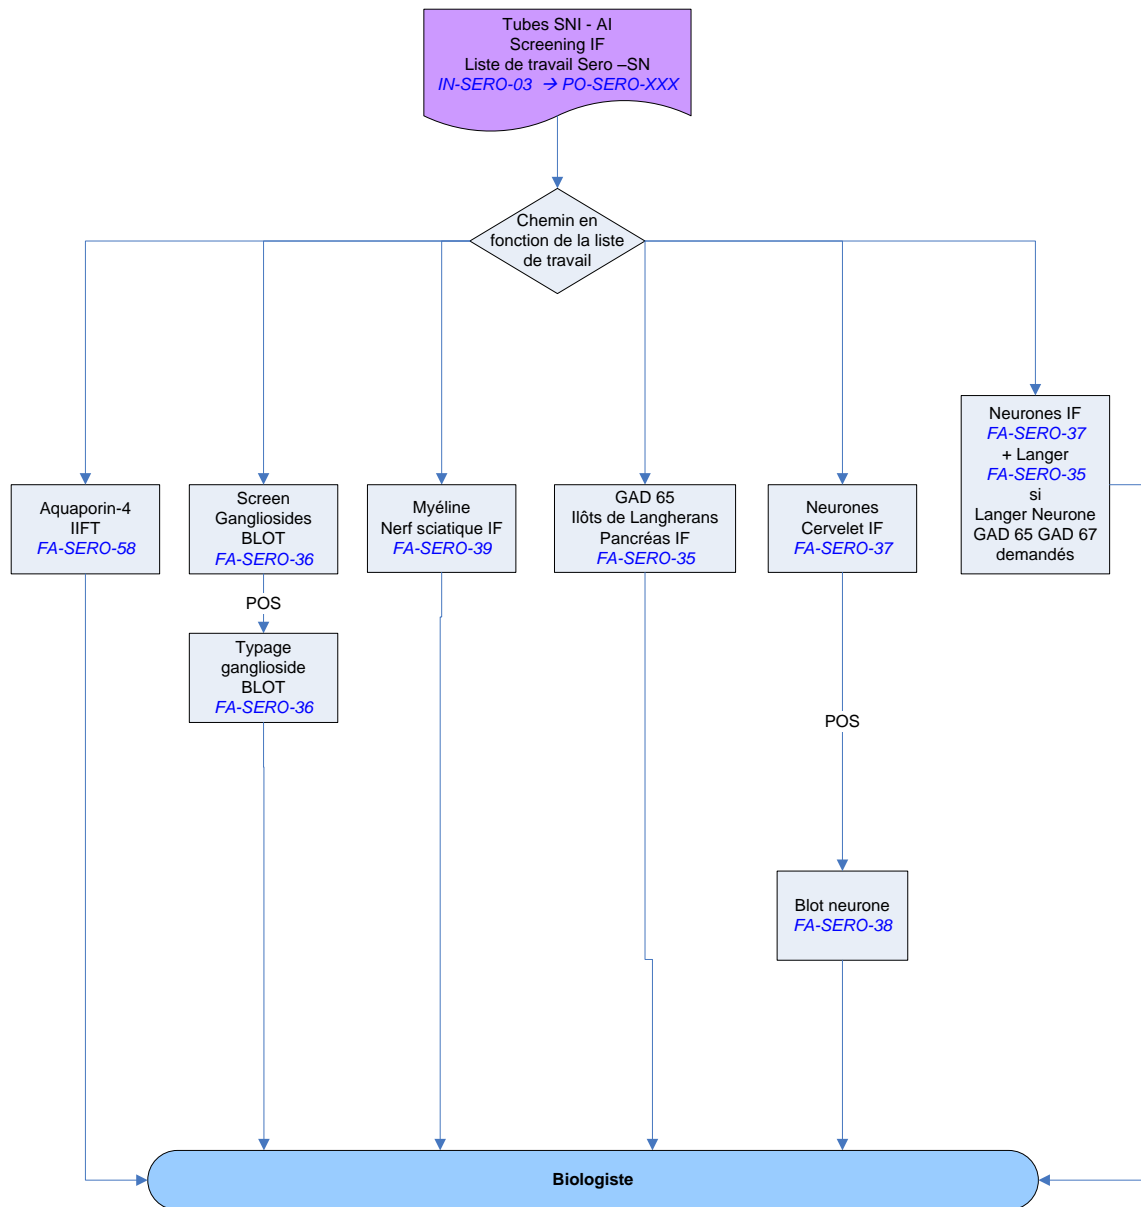 Tubes SNI - AI
Screening IF
Liste de travail Sero –SN
IN-SERO-03 → PO-SERO-XXX
Chemin en
fonction de la liste
de travail
Aquaporin-4
IIFT
FA-SERO-58
Screen
Gangliosides
BLOT
FA-SERO-36
POS
Typage
ganglioside
BLOT
FA-SERO-36
Myéline
Nerf sciatique IF
FA-SERO-39
GAD 65
Ilôts de Langherans
Pancréas IF
FA-SERO-35
Neurones
Cervelet IF
FA-SERO-37
POS
Blot neurone
FA-SERO-38
Neurones IF
FA-SERO-37
+ Langer
FA-SERO-35
si
Langer Neurone
GAD 65 GAD 67
demandés
Biologiste